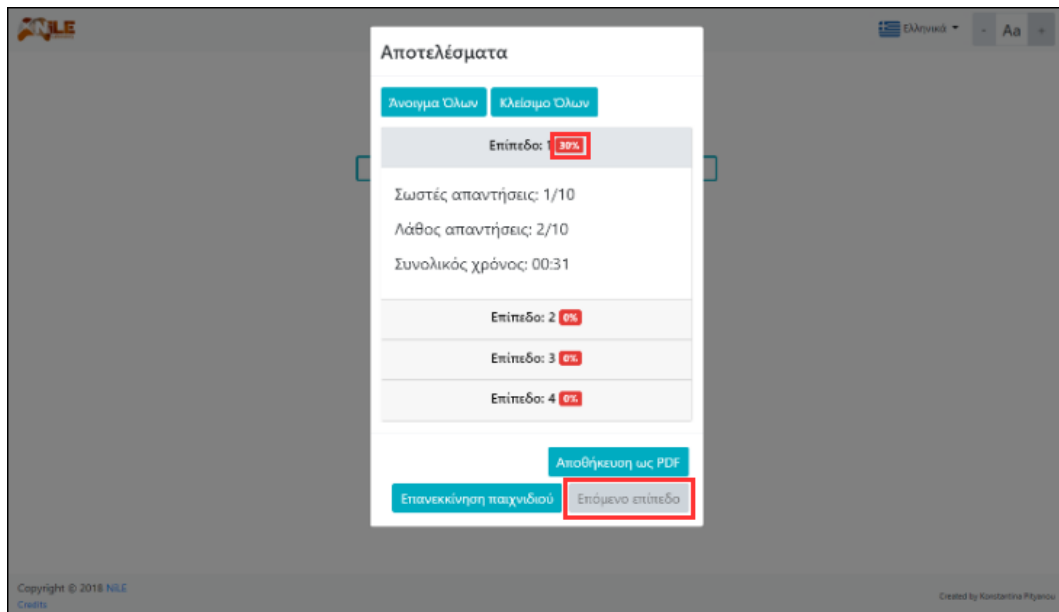 NiLE
Ελληνικά
- Aa +
Αποτελέσματα
Άνοιγμα Όλων Κλείσιμο Όλων
Επίπεδο: 1 30%
Σωστές απαντήσεις: 1/10
Λάθος απαντήσεις: 2/10
Συνολικός χρόνος: 00:31
Επίπεδο: 2 0%
Επίπεδο: 3 0%
Επίπεδο: 4 0%
Αποθήκευση ως PDF
Επανεκκίνηση παιχνιδιού Επόμενο επίπεδο
Copyright © 2018 NiLE
Credits
Created by Konstantina Pityanou